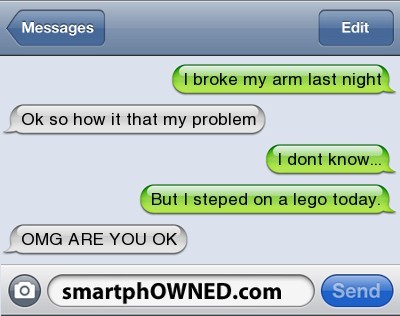 Messages
Edit
I broke my arm last night
Ok so how it that my problem
I dont know...
But I steped on a lego today.
OMG ARE YOU OK
smartphOWNED.com
Send